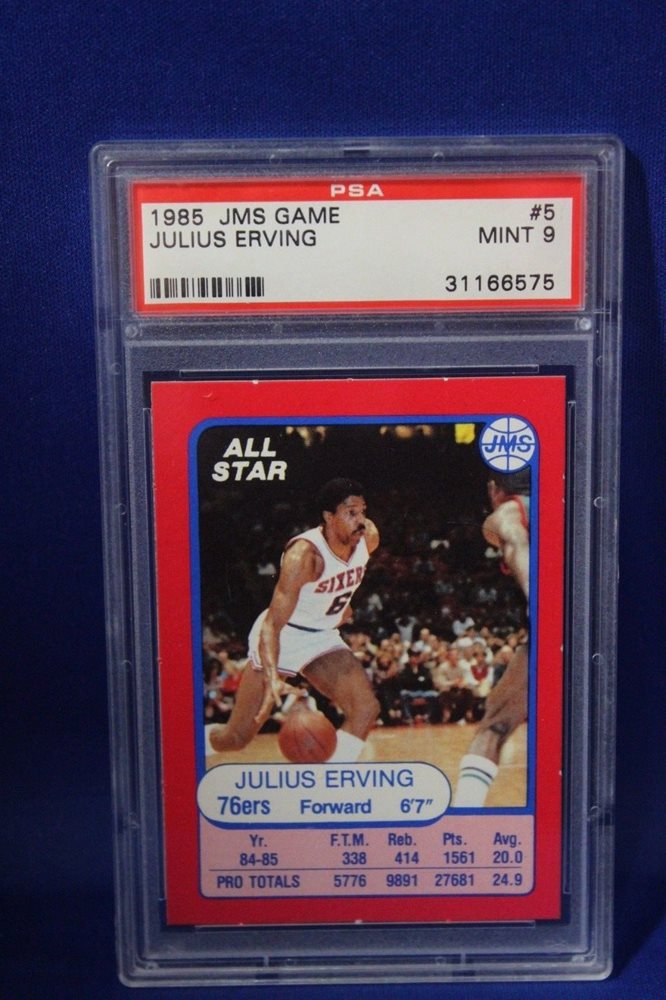 PSA
1985 JMS GAME #5
JULIUS ERVING MINT 9
31166575
ALL
STAR
JMS
SIXERS
6
JULIUS ERVING
76ers Forward 6'7"
Yr. F.T.M. Reb. Pts. Avg.
84-85 338 414 1561 20.0
PRO TOTALS 5776 9891 27681 24.9